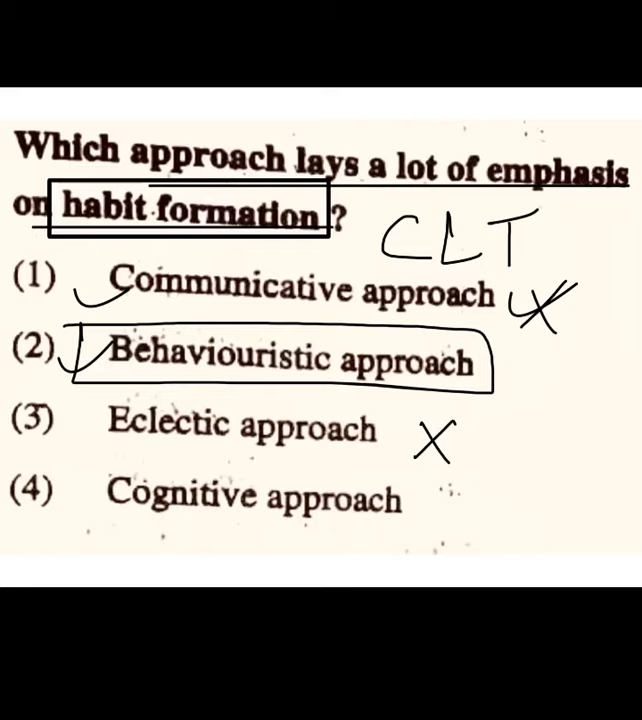 Which approach lays a lot of emphasis
on habit formation ?
CLT
(1) Communicative approach
(2) Behaviouristic approach
(3) Eclectic approach
(4) Cognitive approach